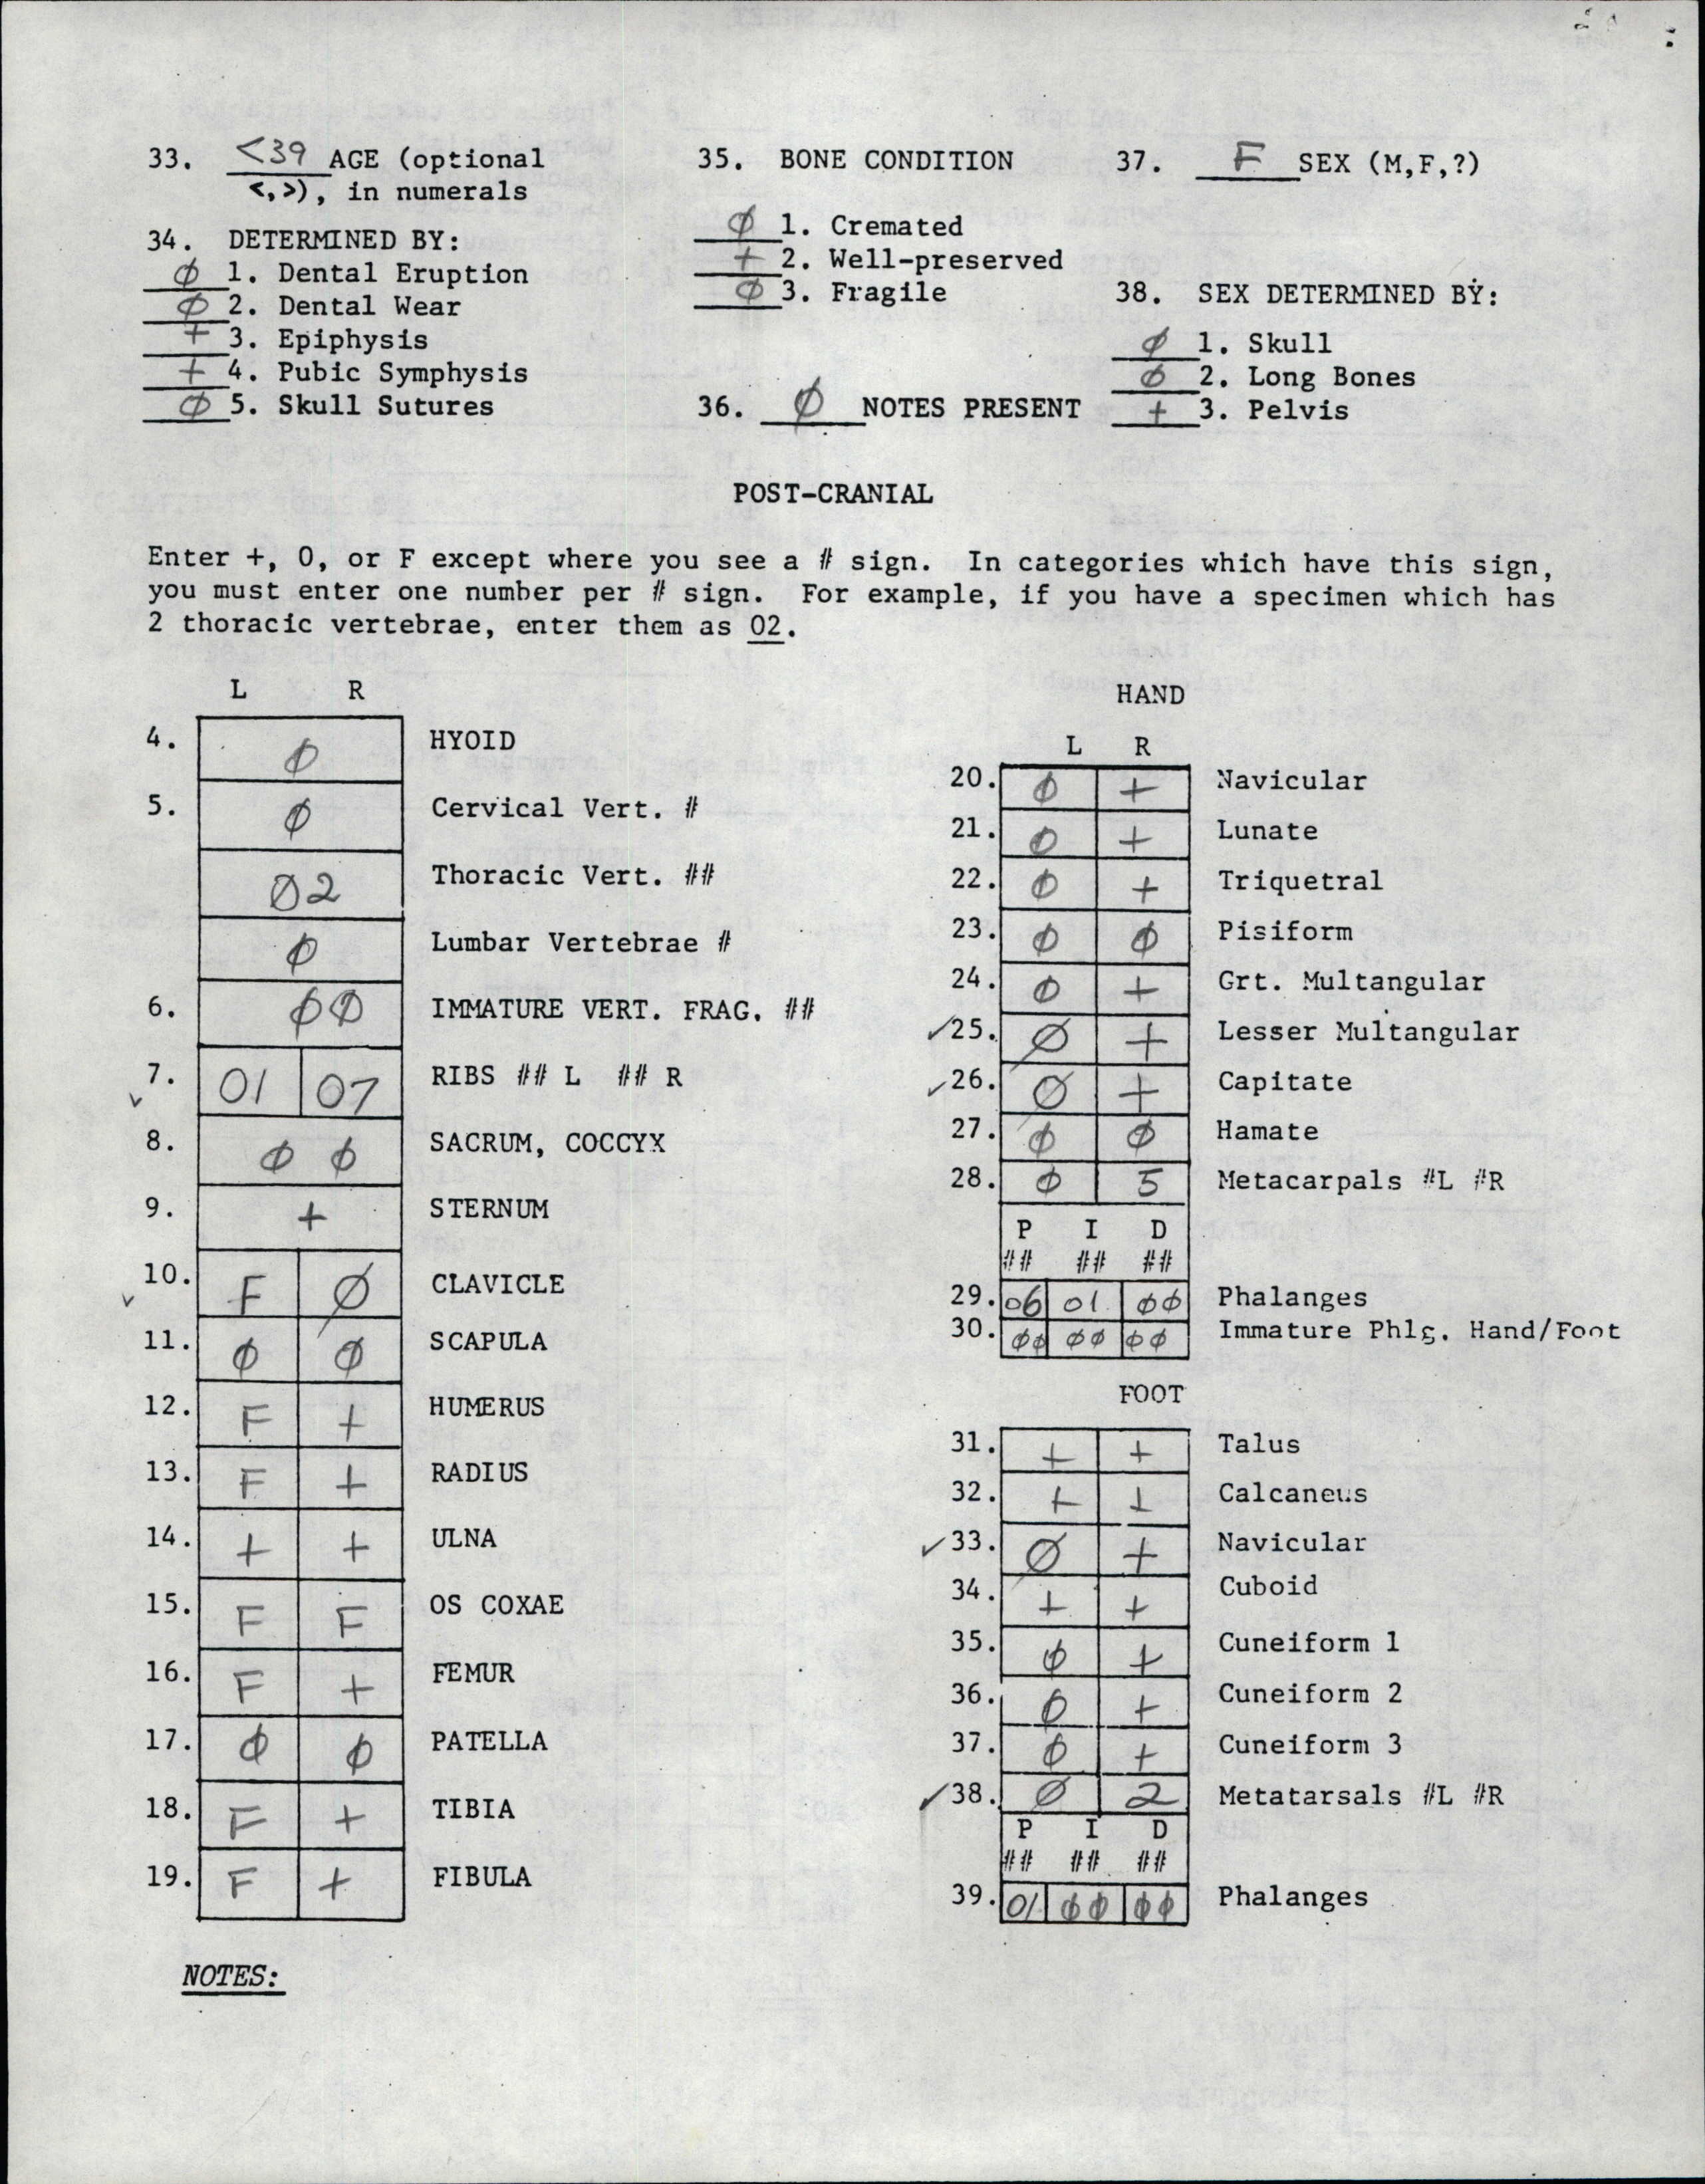 33. <39 AGE (optional
<,>), in numerals
34. DETERMINED BY:
Ø 1. Dental Eruption
Ø 2. Dental Wear
+ 3. Epiphysis
+ 4. Pubic Symphysis
Ø 5. Skull Sutures
35. BONE CONDITION
Ø 1. Cremated
+ 2. Well-preserved
Ø 3. Fragile
36. Ø NOTES PRESENT
37. F SEX (M,F,?)
38. SEX DETERMINED BY:
Ø 1. Skull
Ø 2. Long Bones
+ 3. Pelvis
POST-CRANIAL
Enter +, 0, or F except where you see a # sign. In categories which have this sign,
you must enter one number per # sign. For example, if you have a specimen which has
2 thoracic vertebrae, enter them as 02.
L R
4. Ø HYOID
5. Ø Cervical Vert. #
Ø2 Thoracic Vert. ##
Ø Lumbar Vertebrae #
6. ØØ IMMATURE VERT. FRAG. ##
✓ 7. 01 07 RIBS ## L ## R
8. Ø Ø SACRUM, COCCYX
9. + STERNUM
✓ 10. F Ø CLAVICLE
11. Ø Ø SCAPULA
12. F + HUMERUS
13. F + RADIUS
14. + + ULNA
15. F F OS COXAE
16. F + FEMUR
17. Ø Ø PATELLA
18. F + TIBIA
19. F + FIBULA
NOTES:
HAND
L R
20. Ø + Navicular
21. Ø + Lunate
22. Ø + Triquetral
23. Ø Ø Pisiform
24. Ø + Grt. Multangular
✓25. Ø + Lesser Multangular
✓26. Ø + Capitate
27. Ø Ø Hamate
28. Ø 5 Metacarpals #L #R
P I D
## ## ##
29. 06 01 ØØ Phalanges
30. ØØ ØØ ØØ Immature Phlg. Hand/Foot
FOOT
31. + + Talus
32. + + Calcaneus
✓33. Ø + Navicular
34. + + Cuboid
35. Ø + Cuneiform 1
36. Ø + Cuneiform 2
37. Ø + Cuneiform 3
✓38. Ø 2 Metatarsals #L #R
P I D
## ## ##
39. 01 ØØ ØØ Phalanges